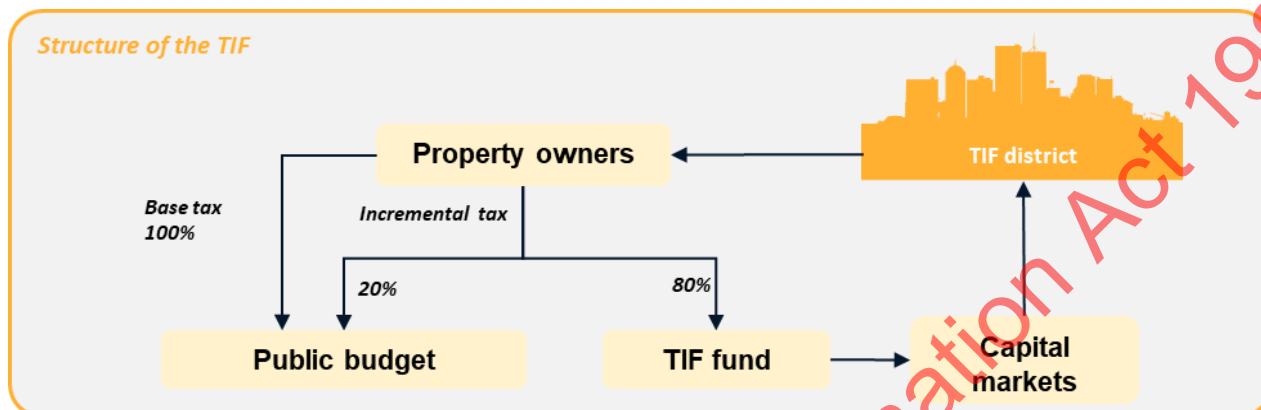 Structure of the TIF
Property owners
TIF district
Base tax
100%
Incremental tax
20%
80%
Public budget
TIF fund
Capital
markets
ation Act 198